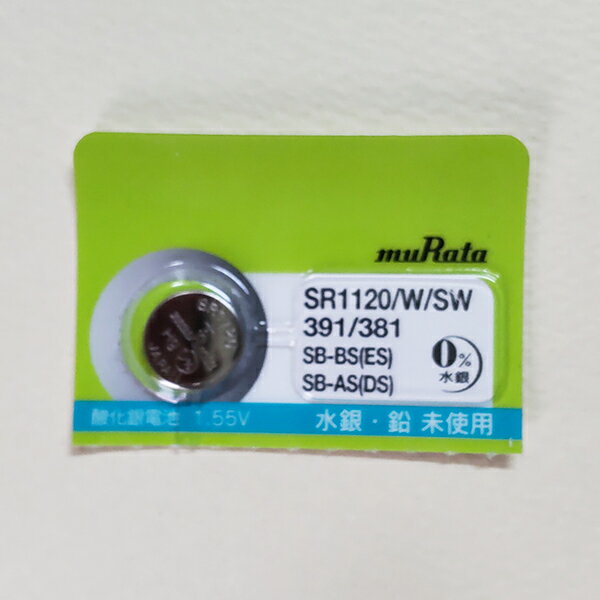 muRata
SR1120/W/SW
391/381
SB-BS(ES)
SB-AS(DS)
0%
水銀
酸化銀電池 1.55V
水銀・鉛 未使用